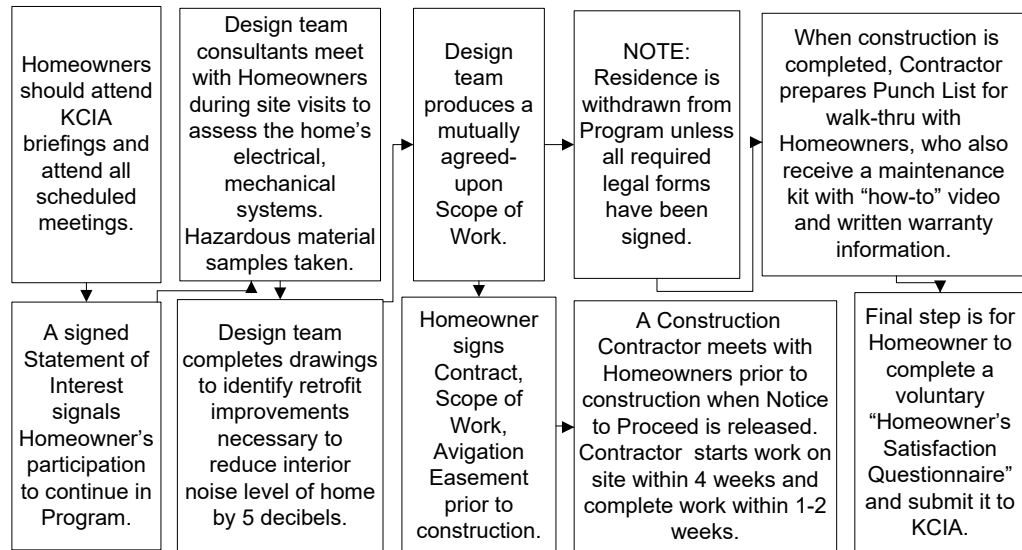 Homeowners
should attend
KCIA
briefings and
attend all
scheduled
meetings.
A signed
Statement of
Interest
signals
Homeowner’s
participation
to continue in
Program.
Design team
consultants meet
with Homeowners
during site visits to
assess the home’s
electrical,
mechanical
systems.
Hazardous material
samples taken.
Design team
completes drawings
to identify retrofit
improvements
necessary to
reduce interior
noise level of home
by 5 decibels.
Design
team
produces a
mutually
agreed-
upon
Scope of
Work.
Homeowner
signs
Contract,
Scope of
Work,
Avigation
Easement
prior to
construction.
NOTE:
Residence is
withdrawn from
Program unless
all required
legal forms
have been
signed.
A Construction
Contractor meets with
Homeowners prior to
construction when Notice
to Proceed is released.
Contractor starts work on
site within 4 weeks and
complete work within 1-2
weeks.
When construction is
completed, Contractor
prepares Punch List for
walk-thru with
Homeowners, who also
receive a maintenance
kit with “how-to” video
and written warranty
information.
Final step is for
Homeowner to
complete a
voluntary
“Homeowner’s
Satisfaction
Questionnaire”
and submit it to
KCIA.